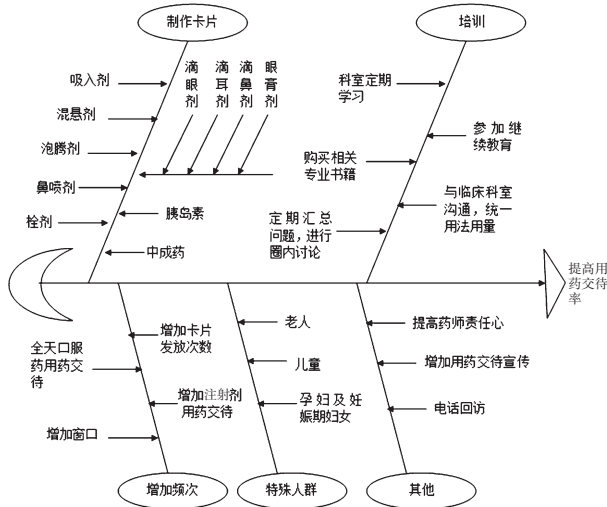 制作卡片
培训
吸入剂
混悬剂
泡腾剂
鼻喷剂
栓剂
滴眼剂
滴耳剂
滴鼻剂
眼膏剂
胰岛素
中成药
科室定期
学习
购买相关
专业书籍
定期汇总
问题，进行
圈内讨论
参加继
续教育
与临床科室
沟通，统一
用法用量
提高用
药交待
率
全天口服
药用药交
待
增加窗口
增加卡片
发放次数
增加注射剂
用药交待
老人
儿童
孕妇及妊
娠期妇女
提高药师责任心
增加用药交待宣传
电话回访
增加频次
特殊人群
其他